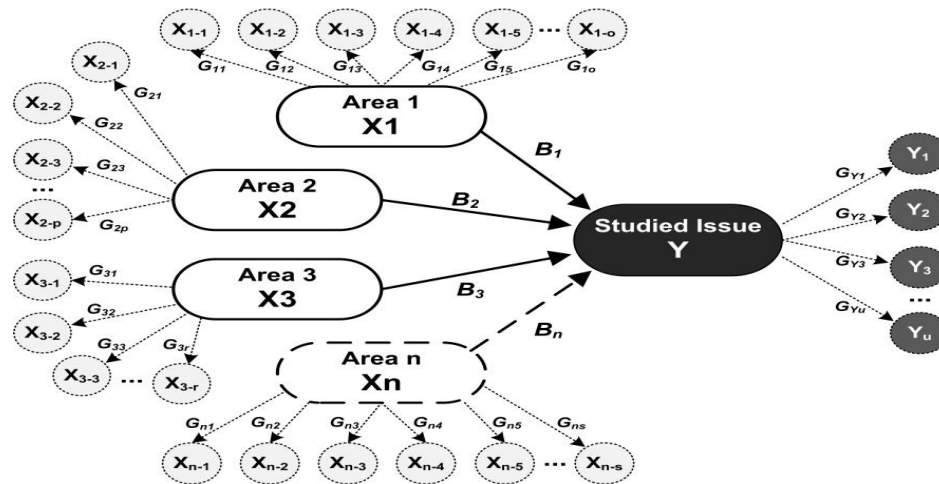 X1-1 X1-2 X1-3 X1-4 X1-5 ... X1-o
G11 G12 G13 G14 G15 G1o
Area 1
X1
B1
X2-1
X2-2
X2-3
...
X2-p
G21
G22
G23
G2p
Area 2
X2
B2
X3-1
X3-2
X3-3 ... X3-r
G31
G32
G33
G3r
Area 3
X3
B3
Area n
Xn
Bn
Gn1 Gn2 Gn3 Gn4 Gn5 Gns
Xn-1 Xn-2 Xn-3 Xn-4 Xn-5 ... Xn-s
Studied Issue
Y
GY1
GY2
GY3
GYu
Y1
Y2
Y3
...
Yu